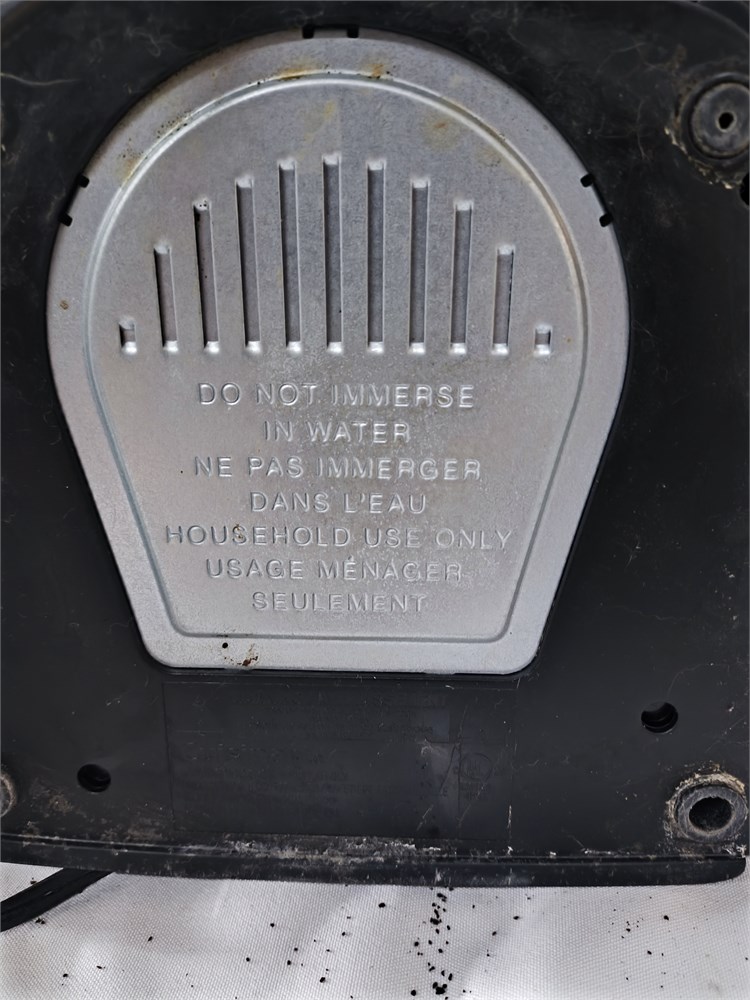 DO NOT IMMERSE
IN WATER
NE PAS IMMERGER
DANS L'EAU
HOUSEHOLD USE ONLY
USAGE MÉNAGER
SEULEMENT